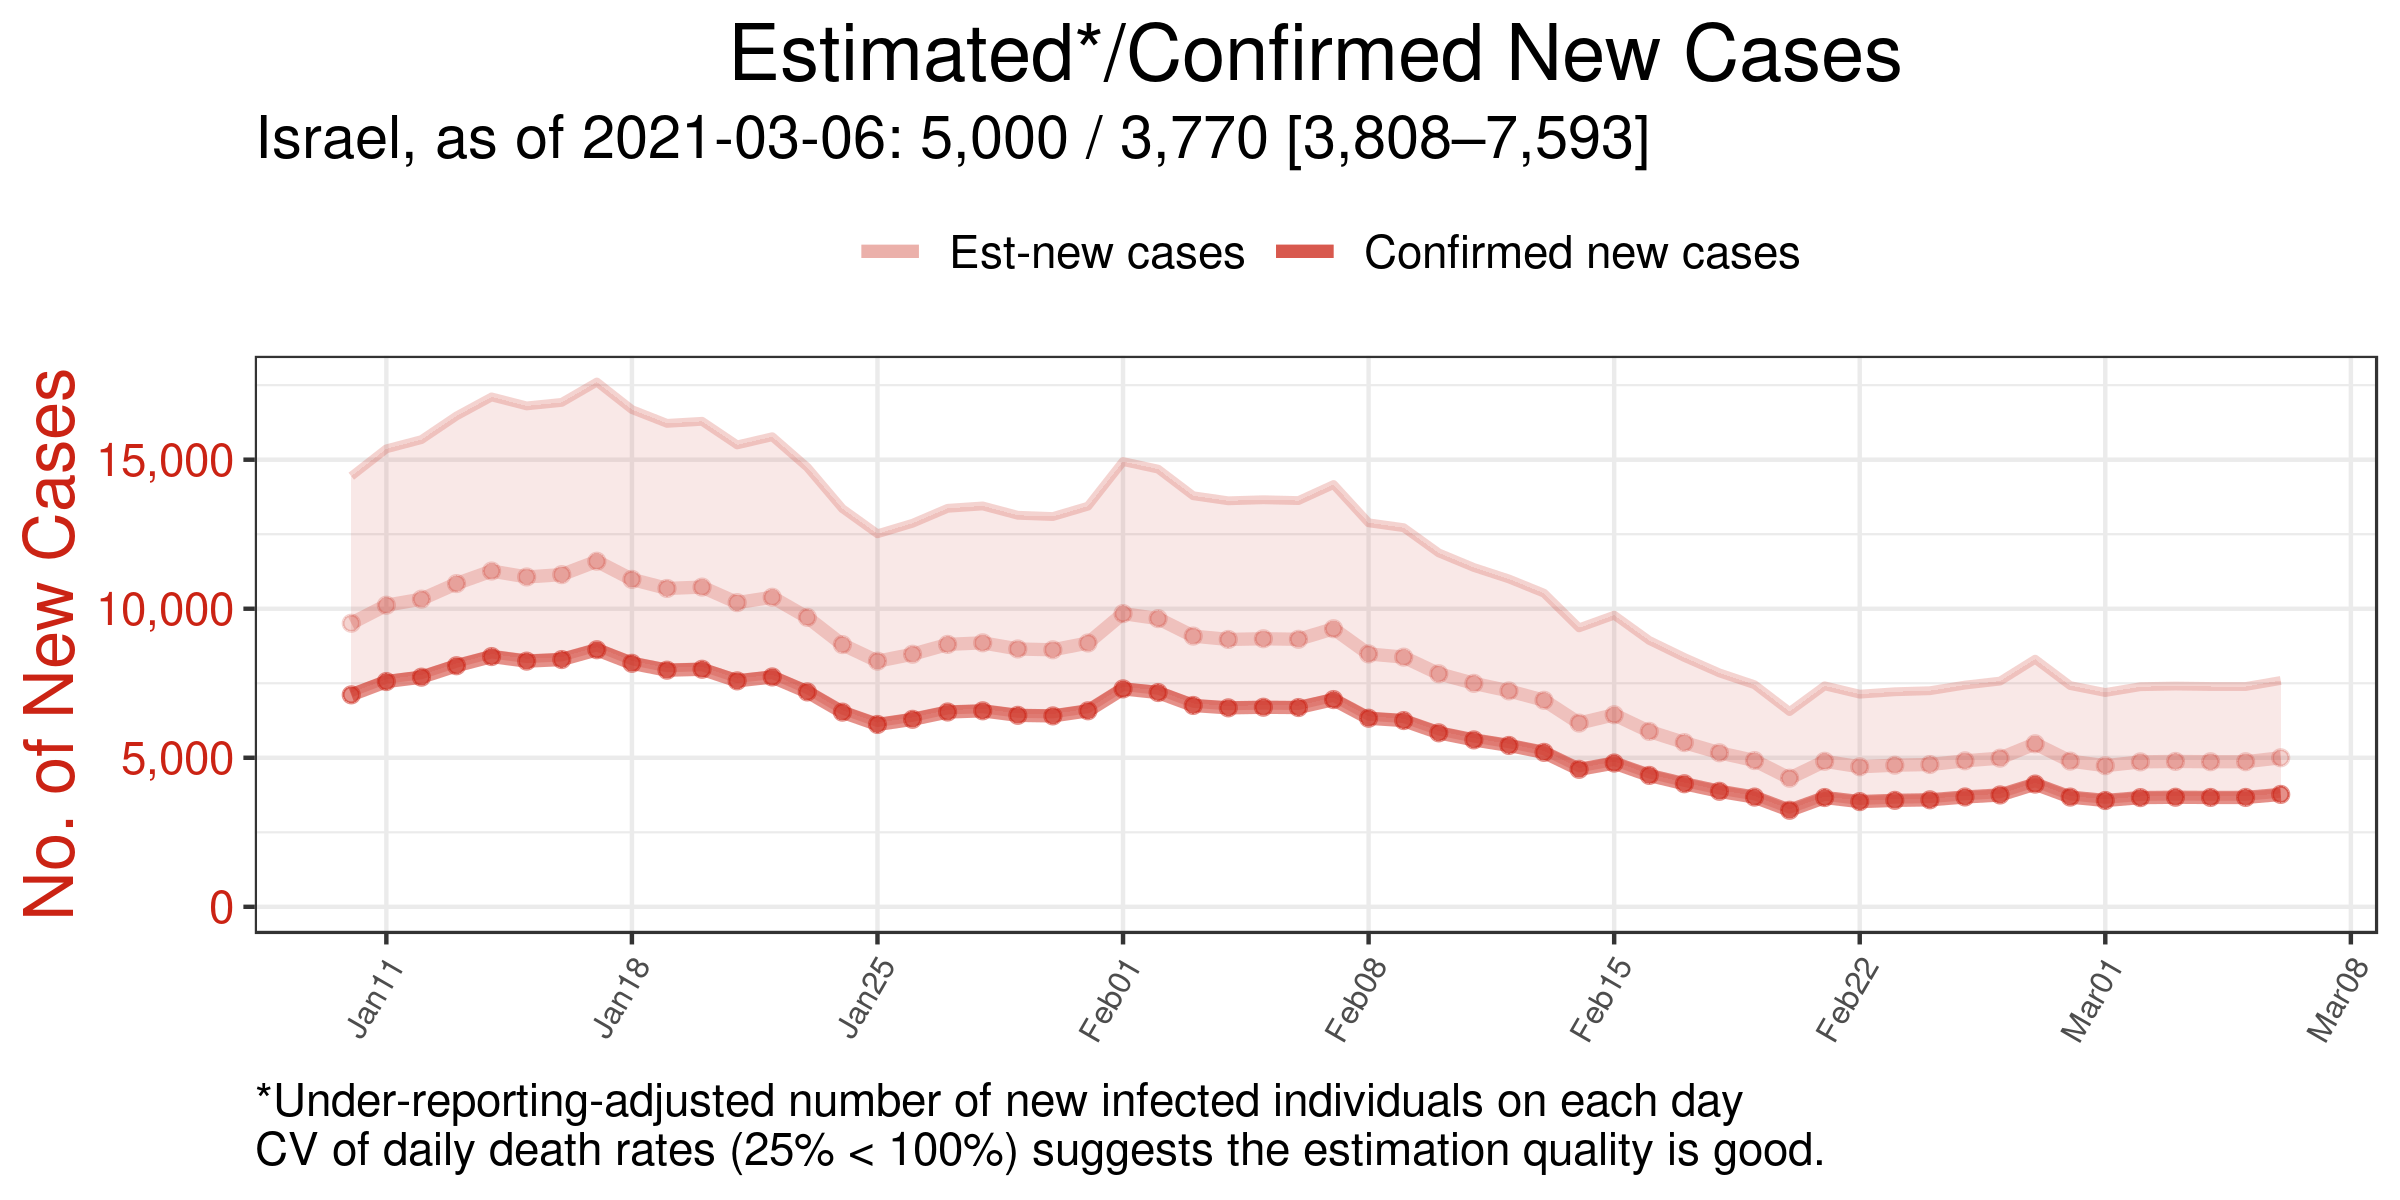 Estimated*/Confirmed New Cases
Israel, as of 2021-03-06: 5,000 / 3,770 [3,808–7,593]
Est-new cases
Confirmed new cases
No. of New Cases
15,000
10,000
5,000
0
Jan11
Jan18
Jan25
Feb01
Feb08
Feb15
Feb22
Mar01
Mar08
*Under-reporting-adjusted number of new infected individuals on each day
CV of daily death rates (25% < 100%) suggests the estimation quality is good.